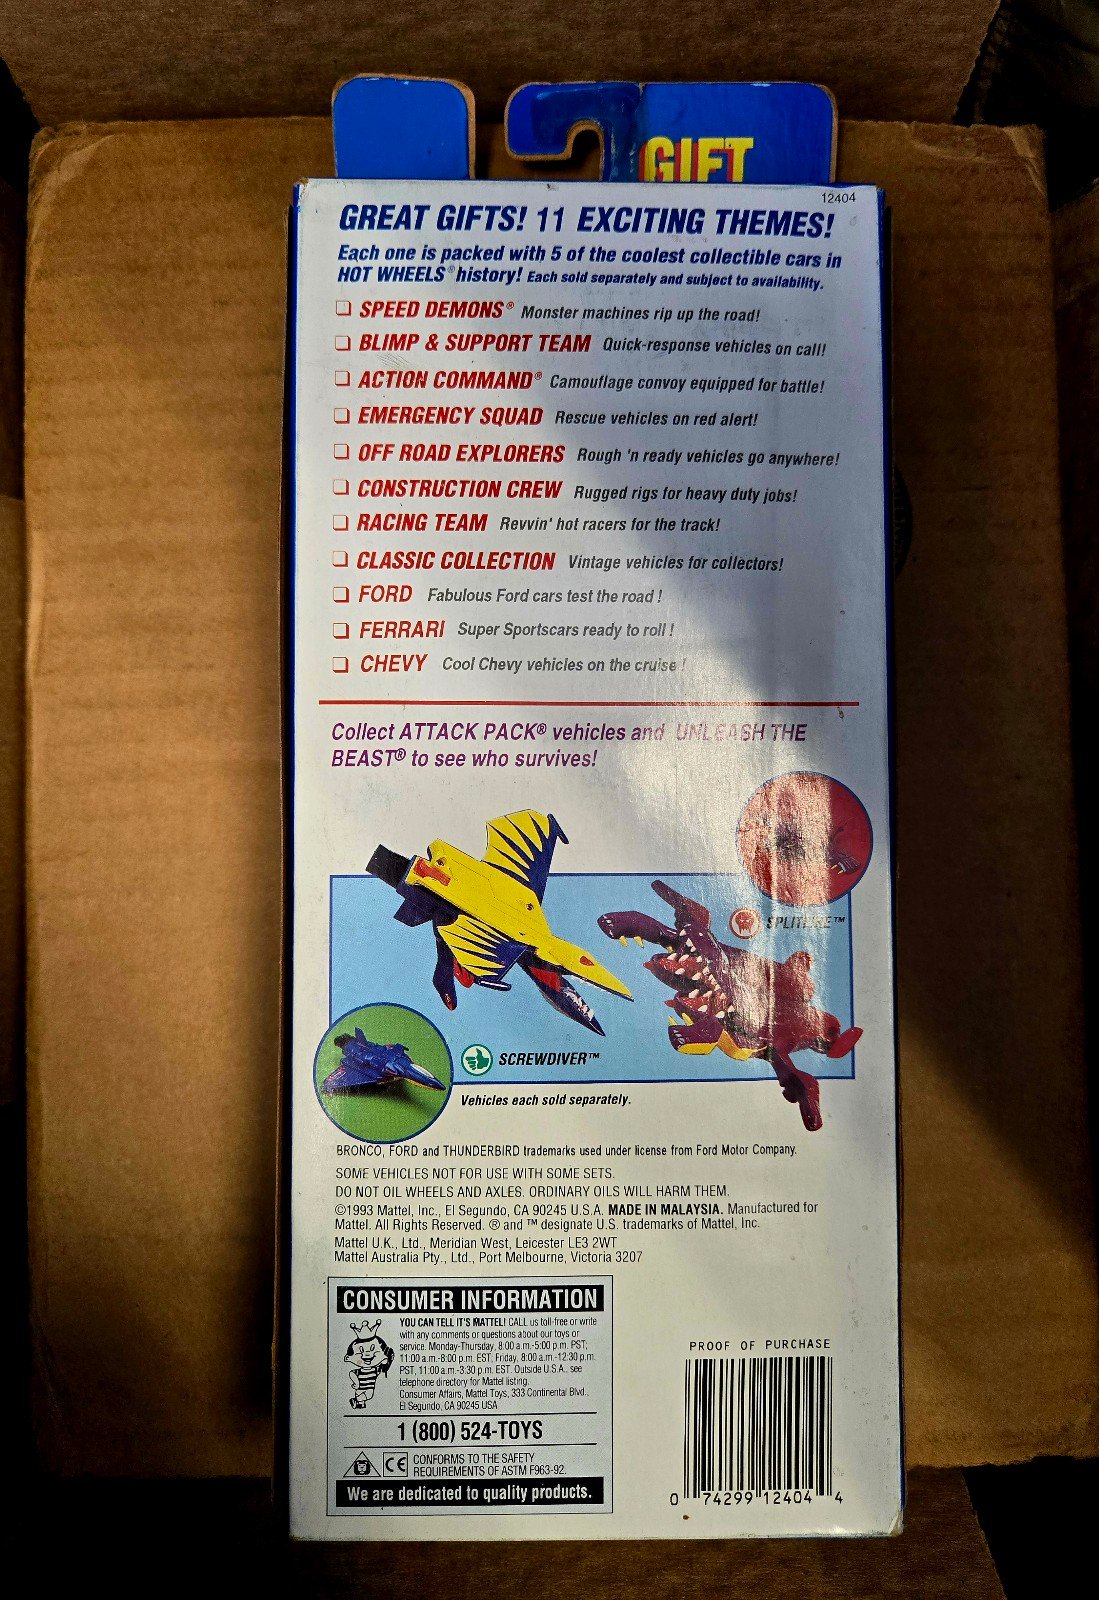 GIFT
12404
GREAT GIFTS! 11 EXCITING THEMES!
Each one is packed with 5 of the coolest collectible cars in
HOT WHEELS® history! Each sold separately and subject to availability.
SPEED DEMONS® Monster machines rip up the road!
BLIMP & SUPPORT TEAM Quick-response vehicles on call!
ACTION COMMAND® Camouflage convoy equipped for battle!
EMERGENCY SQUAD Rescue vehicles on red alert!
OFF ROAD EXPLORERS Rough 'n ready vehicles go anywhere!
CONSTRUCTION CREW Rugged rigs for heavy duty jobs!
RACING TEAM Revvin' hot racers for the track!
CLASSIC COLLECTION Vintage vehicles for collectors!
FORD Fabulous Ford cars test the road !
FERRARI Super Sportscars ready to roll !
CHEVY Cool Chevy vehicles on the cruise !
Collect ATTACK PACK® vehicles and UNLEASH THE
BEAST® to see who survives!
SCREWDIVER™
Vehicles each sold separately.
BRONCO, FORD and THUNDERBIRD trademarks used under license from Ford Motor Company.
SOME VEHICLES NOT FOR USE WITH SOME SETS.
DO NOT OIL WHEELS AND AXLES. ORDINARY OILS WILL HARM THEM.
©1993 Mattel, Inc., El Segundo, CA 90245 U.S.A. MADE IN MALAYSIA. Manufactured for
Mattel. All Rights Reserved. ® and ™ designate U.S. trademarks of Mattel, Inc.
Mattel U.K., Ltd., Meridian West, Leicester LE3 2WT
Mattel Australia Pty., Ltd., Port Melbourne, Victoria 3207
CONSUMER INFORMATION
YOU CAN TELL IT'S MATTEL! CALL us toll-free or write
with any comments or questions about our toys or
service. Monday-Thursday, 8:00 a.m.-5:00 p.m. PST;
11:00 a.m.-8:00 p.m. EST; Friday, 8:00 a.m.-12:30 p.m.
PST, 11:00 a.m.-3:30 p.m. EST. Outside U.S.A., see
telephone directory for Mattel listing.
Consumer Affairs, Mattel Toys, 333 Continental Blvd.,
El Segundo, CA 90245 USA
1 (800) 524-TOYS
CE CONFORMS TO THE SAFETY
REQUIREMENTS OF ASTM F963-92.
We are dedicated to quality products.
PROOF OF PURCHASE
0 74299 12404 4